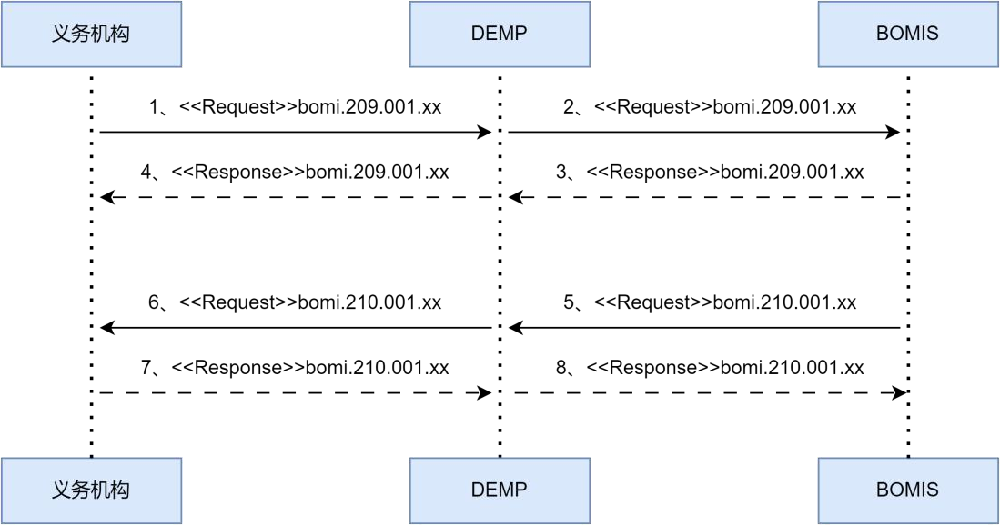 义务机构
DEMP
BOMIS
1、<<Request>>bomi.209.001.xx
2、<<Request>>bomi.209.001.xx
4、<<Response>>bomi.209.001.xx
3、<<Response>>bomi.209.001.xx
6、<<Request>>bomi.210.001.xx
5、<<Request>>bomi.210.001.xx
7、<<Response>>bomi.210.001.xx
8、<<Response>>bomi.210.001.xx
义务机构
DEMP
BOMIS